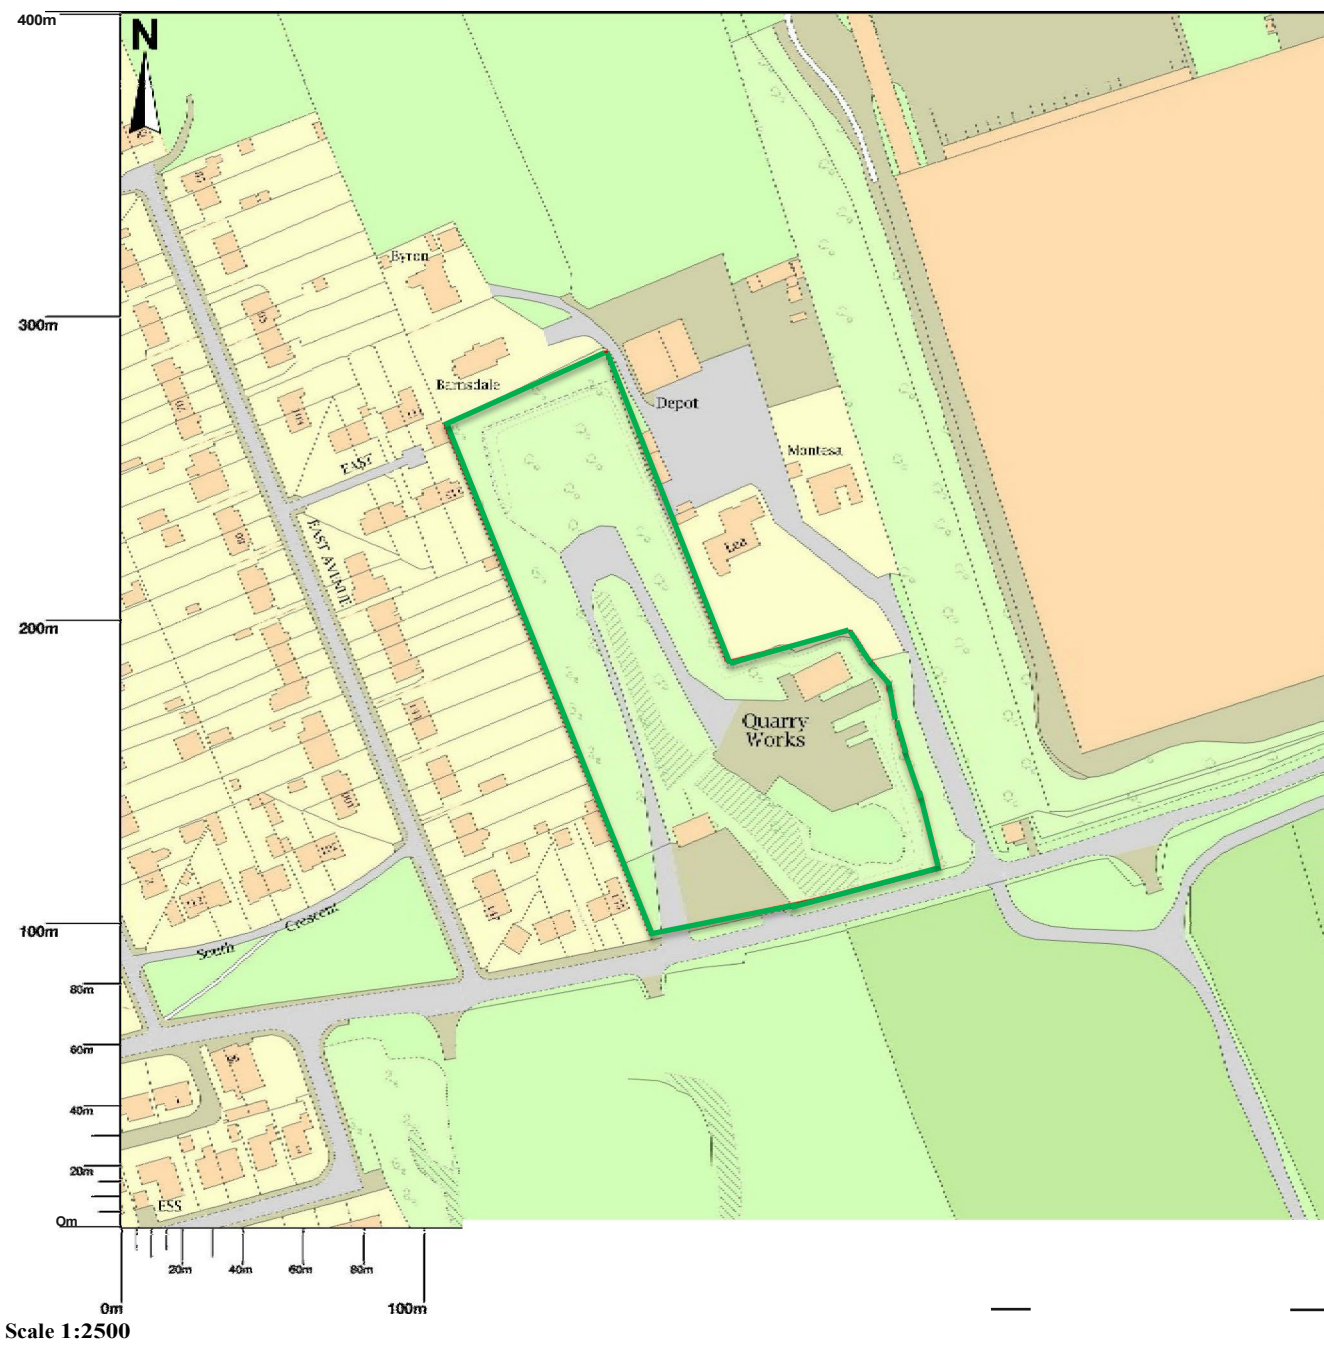 400m
N
Byron
300m
Barnsdale
Depot
Montesa
EAST
Lea
EAST AVENUE
200m
Quarry
Works
South Crescent
100m
80m
60m
40m
20m
ESS
0m
20m 40m 60m 80m
0m 100m
Scale 1:2500